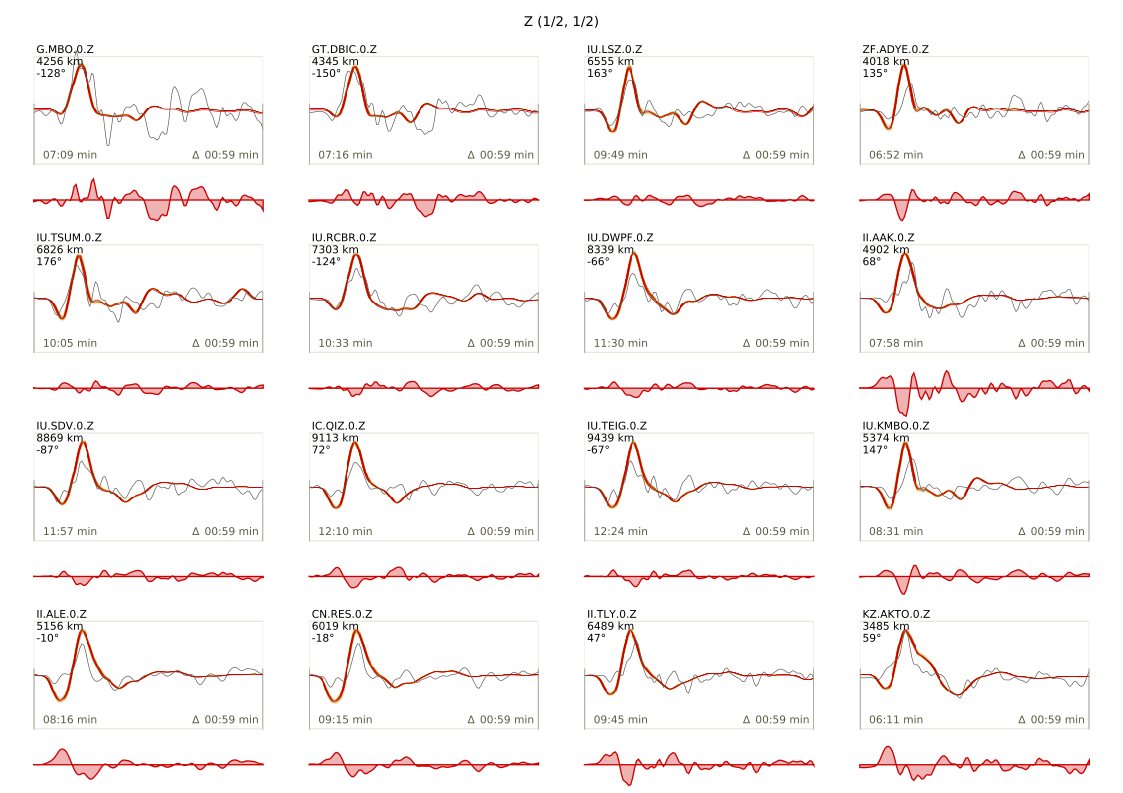 Z (1/2, 1/2)
G.MBO.0.Z
4256 km
-128°
07:09 min
Δ 00:59 min
GT.DBIC.0.Z
4345 km
-150°
07:16 min
Δ 00:59 min
IU.LSZ.0.Z
6555 km
163°
09:49 min
Δ 00:59 min
ZF.ADYE.0.Z
4018 km
135°
06:52 min
Δ 00:59 min
IU.TSUM.0.Z
6826 km
176°
10:05 min
Δ 00:59 min
IU.RCBR.0.Z
7303 km
-124°
10:33 min
Δ 00:59 min
IU.DWPF.0.Z
8339 km
-66°
11:30 min
Δ 00:59 min
II.AAK.0.Z
4902 km
68°
07:58 min
Δ 00:59 min
IU.SDV.0.Z
8869 km
-87°
11:57 min
Δ 00:59 min
IC.QIZ.0.Z
9113 km
72°
12:10 min
Δ 00:59 min
IU.TEIG.0.Z
9439 km
-67°
12:24 min
Δ 00:59 min
IU.KMBO.0.Z
5374 km
147°
08:31 min
Δ 00:59 min
II.ALE.0.Z
5156 km
-10°
08:16 min
Δ 00:59 min
CN.RES.0.Z
6019 km
-18°
09:15 min
Δ 00:59 min
II.TLY.0.Z
6489 km
47°
09:45 min
Δ 00:59 min
KZ.AKTO.0.Z
3485 km
59°
06:11 min
Δ 00:59 min